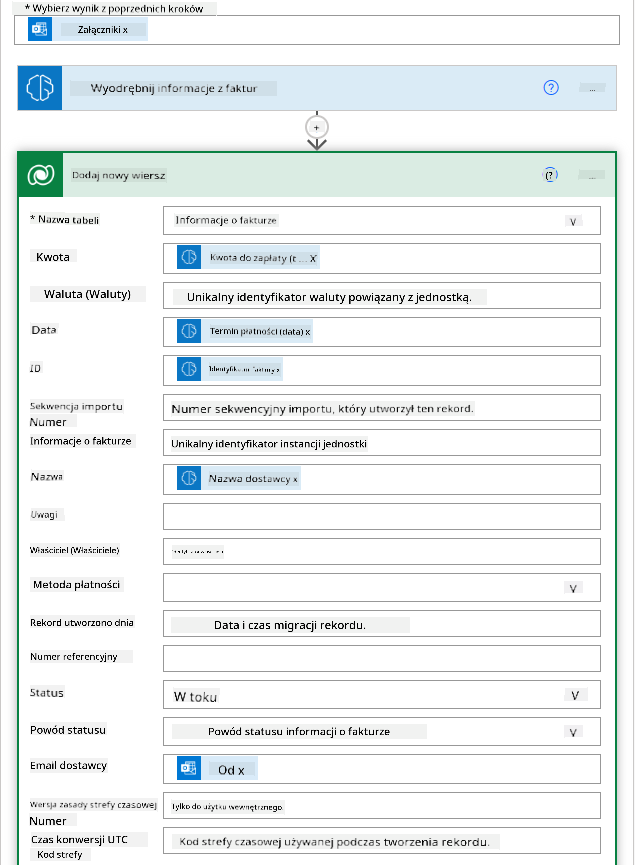 * Wybierz wynik z poprzednich kroków
Załączniki x
Wyodrębnij informacje z faktur
?
...
+
Dodaj nowy wiersz
(?)
...
* Nazwa tabeli
Informacje o fakturze
V
Kwota
Kwota do zapłaty (t ... X
Waluta (Waluty)
Unikalny identyfikator waluty powiązany z jednostką.
Data
Termin płatności (data) x
ID
Identyfikator faktury x
Sekwencja importu
Numer
Numer sekwencyjny importu, który utworzył ten rekord.
Informacje o fakturze
Unikalny identyfikator instancji jednostki
Nazwa
Nazwa dostawcy x
Uwagi
Właściciel (Właściciele)
Metoda płatności
V
Rekord utworzono dnia
Data i czas migracji rekordu.
Numer referencyjny
Status
W toku
V
Powód statusu
Powód statusu informacji o fakturze
V
Email dostawcy
Od x
Wersja zasady strefy czasowej
Numer
Tylko do użytku wewnętrznego.
Czas konwersji UTC
Kod strefy
Kod strefy czasowej używanej podczas tworzenia rekordu.